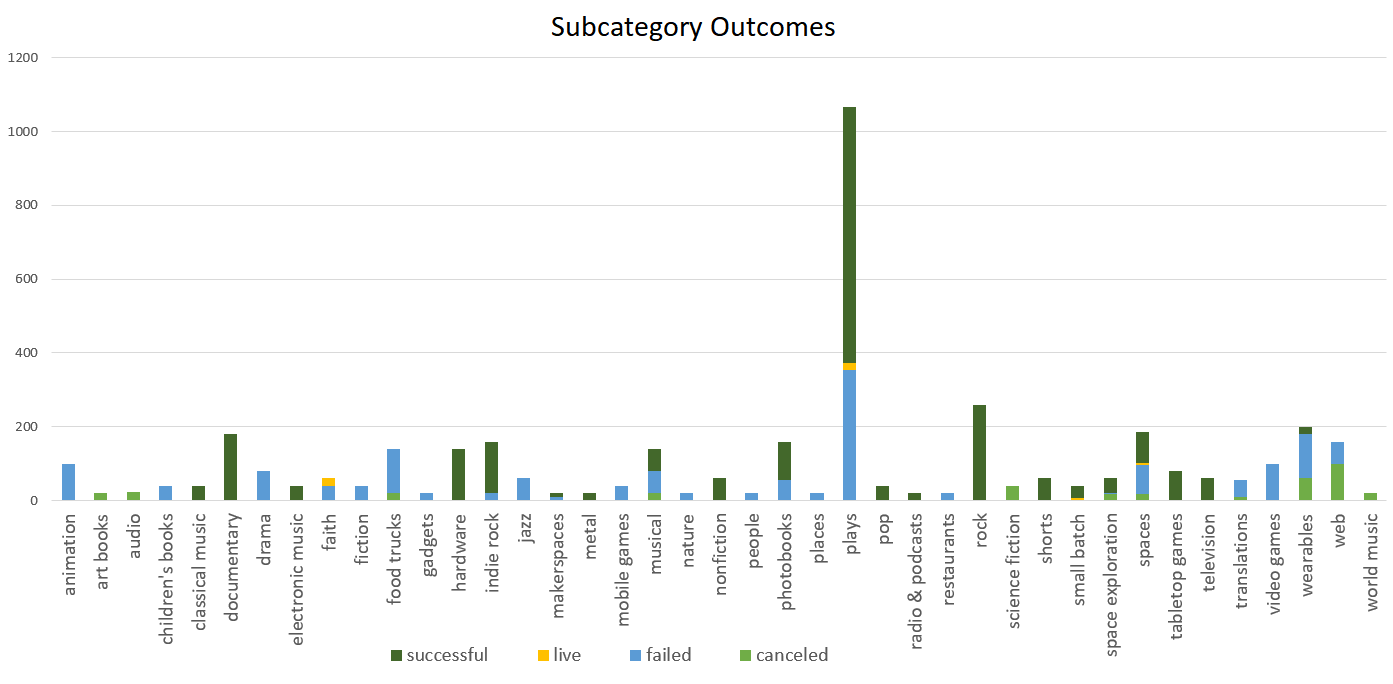 Subcategory Outcomes
1200
1000
800
600
400
200
0
animation
art books
audio
children's books
classical music
documentary
drama
electronic music
faith
fiction
food trucks
gadgets
hardware
indie rock
jazz
makerspaces
metal
mobile games
musical
nature
nonfiction
people
photobooks
places
plays
pop
radio & podcasts
restaurants
rock
science fiction
shorts
small batch
space exploration
spaces
tabletop games
television
translations
video games
wearables
web
world music
successful live failed canceled